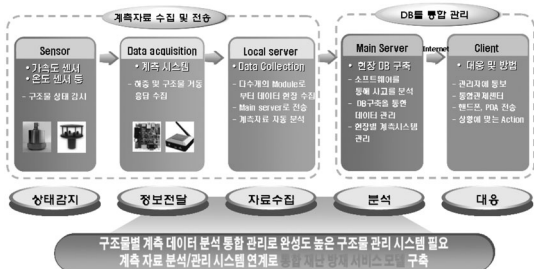 계측자료 수집 및 전송
DB를 통합 관리
Sensor
• 가속도 센서
• 온도 센서 등
- 구조물 상태 감시
Data acquisition
• 계측 시스템
- 하중 및 구조물 거동 응답 수집
Local server
Data Collection
- 다수개의 Module로
부터 데이터 현장 수집
- Main server로 전송
- 계측자료 자동 분석
Main Server
• 현장 DB 구축
- 소프트웨어를
통해 사고를 분석
- DB구축을 통한
데이터 관리
- 현장별 계측시스템
관리
Internet
Client
• 대응 및 방법
- 관리자에 통보
- 통합관제센터
- 핸드폰, PDA 전송
- 상황에 맞는 Action
상태감지
정보전달
자료수집
분석
대응
구조물별 계측 데이터 분석 통합 관리로 완성도 높은 구조물 관리 시스템 필요
계측 자료 분석/관리 시스템 연계로 통합 재난 방재 서비스 모델 구축